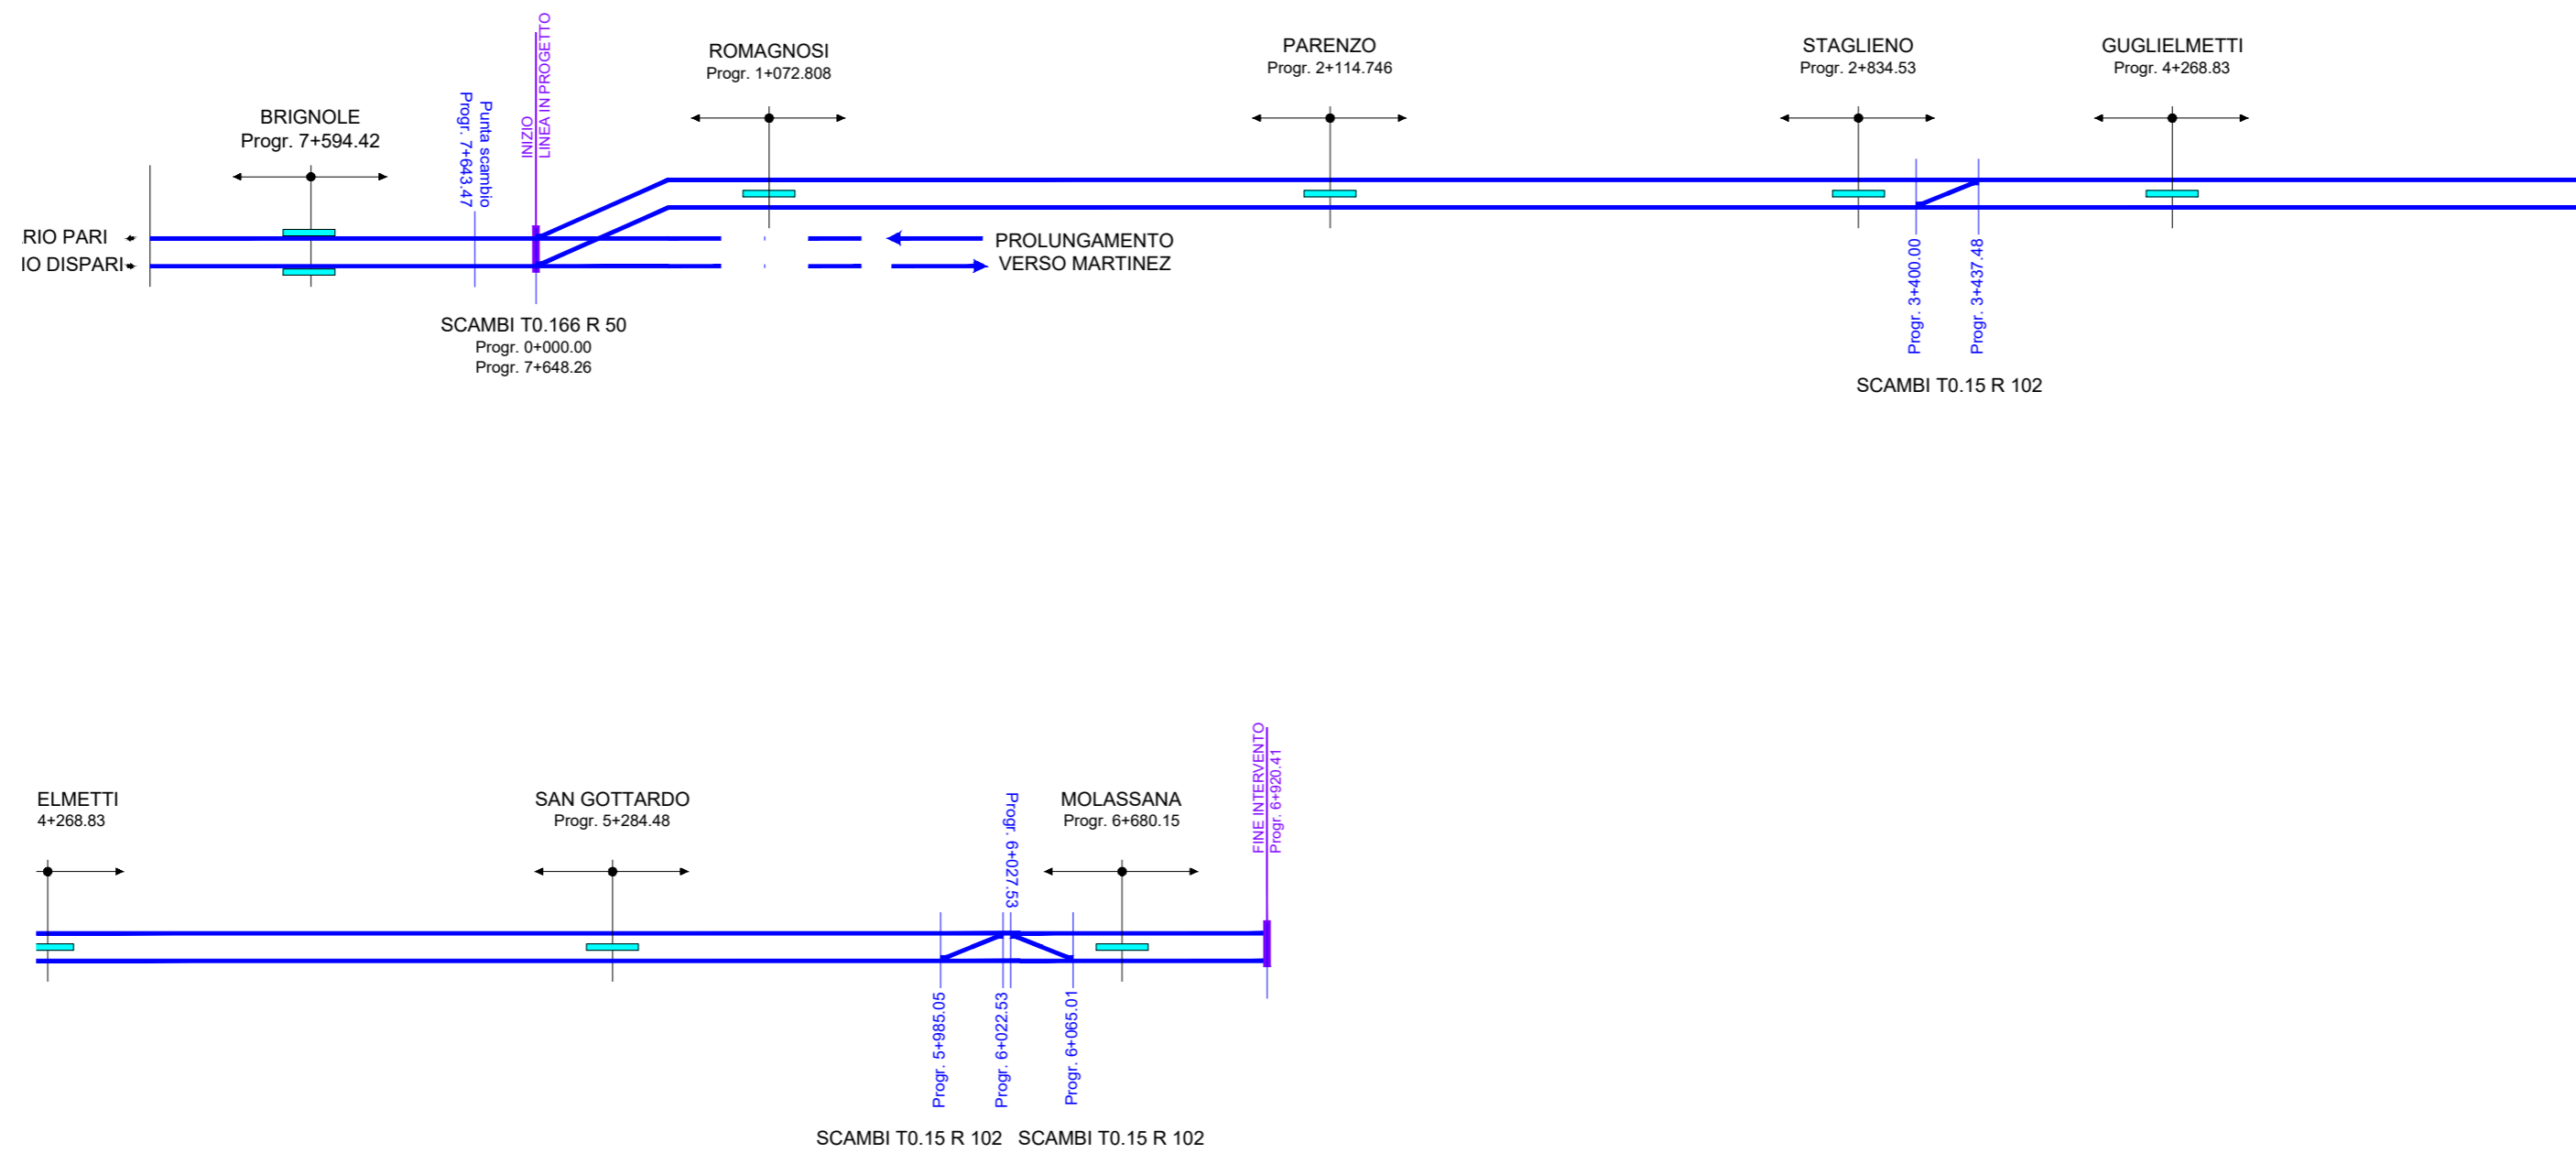 INIZIO
LINEA IN PROGETTO
ROMAGNOSI
Progr. 1+072.808
PARENZO
Progr. 2+114.746
STAGLIENO
Progr. 2+834.53
GUGLIELMETTI
Progr. 4+268.83
BRIGNOLE
Progr. 7+594.42
Punta scambio
Progr. 7+643.47
RIO PARI
IO DISPARI
PROLUNGAMENTO
VERSO MARTINEZ
SCAMBI T0.166 R 50
Progr. 0+000.00
Progr. 7+648.26
Progr. 3+400.00
Progr. 3+437.48
SCAMBI T0.15 R 102
ELMETTI
4+268.83
SAN GOTTARDO
Progr. 5+284.48
Progr. 6+027.53
MOLASSANA
Progr. 6+680.15
FINE INTERVENTO
Progr. 6+920.41
Progr. 5+985.05
Progr. 6+022.53
Progr. 6+065.01
SCAMBI T0.15 R 102
SCAMBI T0.15 R 102